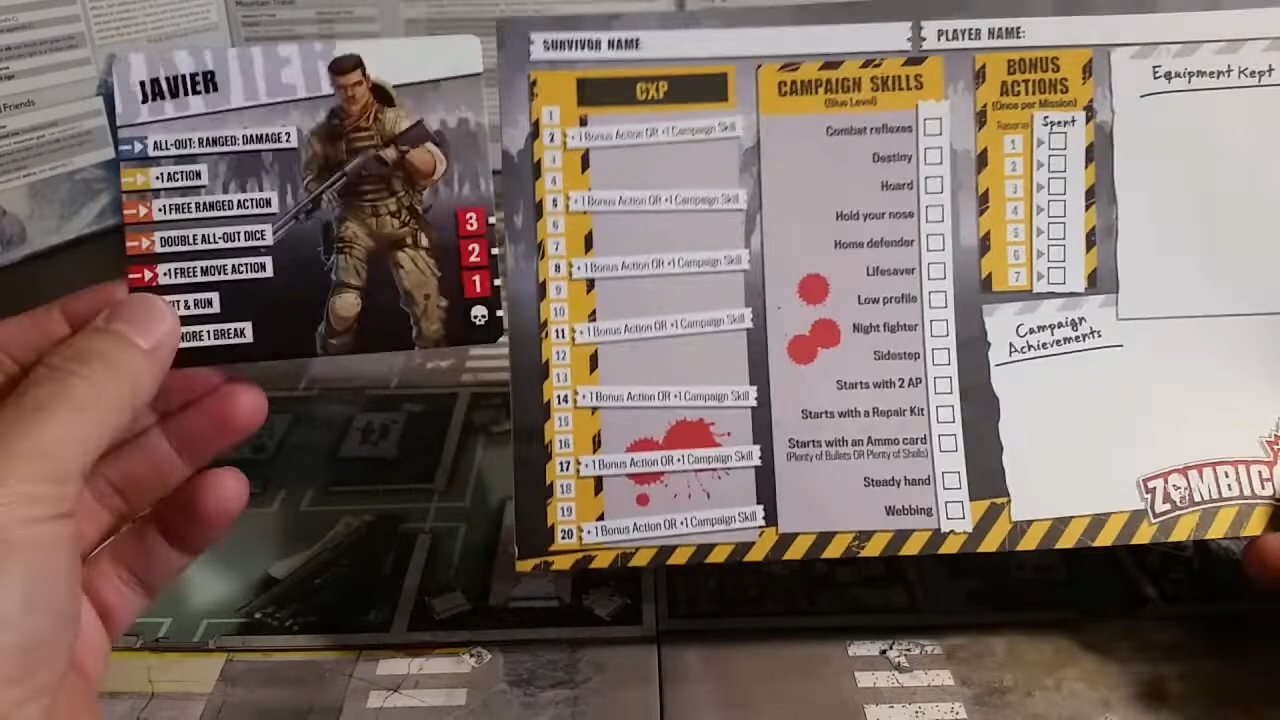 Friends
JAVIER
ALL-OUT: RANGED: DAMAGE 2
+1 ACTION
+1 FREE RANGED ACTION
DOUBLE ALL-OUT DICE
+1 FREE MOVE ACTION
& RUN
1 BREAK
3
2
1
SURVIVOR NAME
PLAYER NAME:
CXP
1
2 + 1 Bonus Action OR +1 Campaign Skill
3
4
5 + 1 Bonus Action OR +1 Campaign Skill
6
7
8 + 1 Bonus Action OR +1 Campaign Skill
9
10
11 + 1 Bonus Action OR +1 Campaign Skill
12
13
14 + 1 Bonus Action OR +1 Campaign Skill
15
16
17 + 1 Bonus Action OR +1 Campaign Skill
18
19
20 + 1 Bonus Action OR +1 Campaign Skill
CAMPAIGN SKILLS
(Blue Level)
Combat reflexes
Destiny
Hoard
Hold your nose
Home defender
Lifesaver
Low profile
Night fighter
Sidestep
Starts with 2 AP
Starts with a Repair Kit
Starts with an Ammo card
(Plenty of Bullets OR Plenty of Shells)
Steady hand
Webbing
BONUS
ACTIONS
(Once per Mission)
Reserve Spent
1
2
3
4
5
6
7
Equipment Kept
Campaign
Achievements